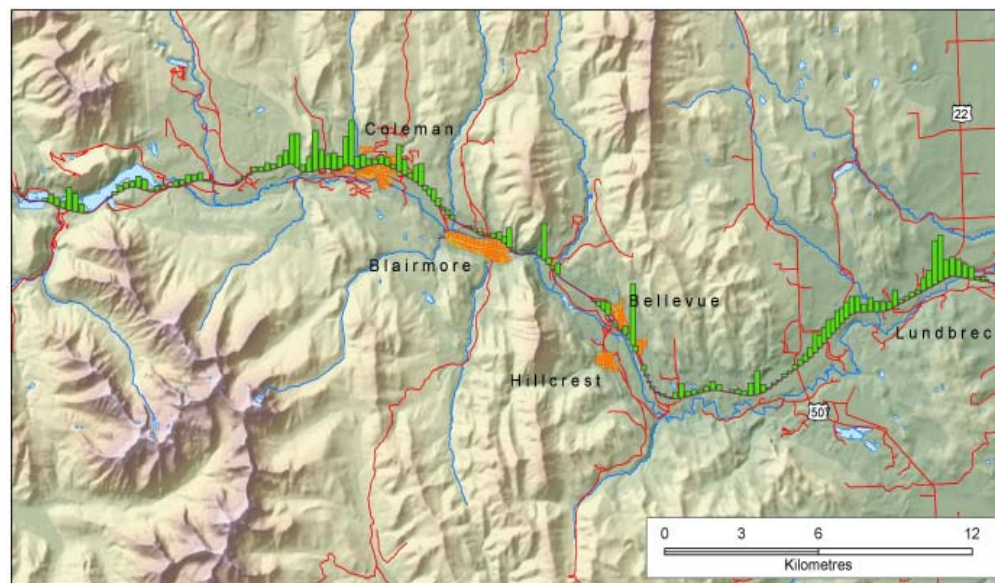 Coleman
22
Blairmore
Bellevue
Lundbrec
Hillcrest
507
0 3 6 12
Kilometres